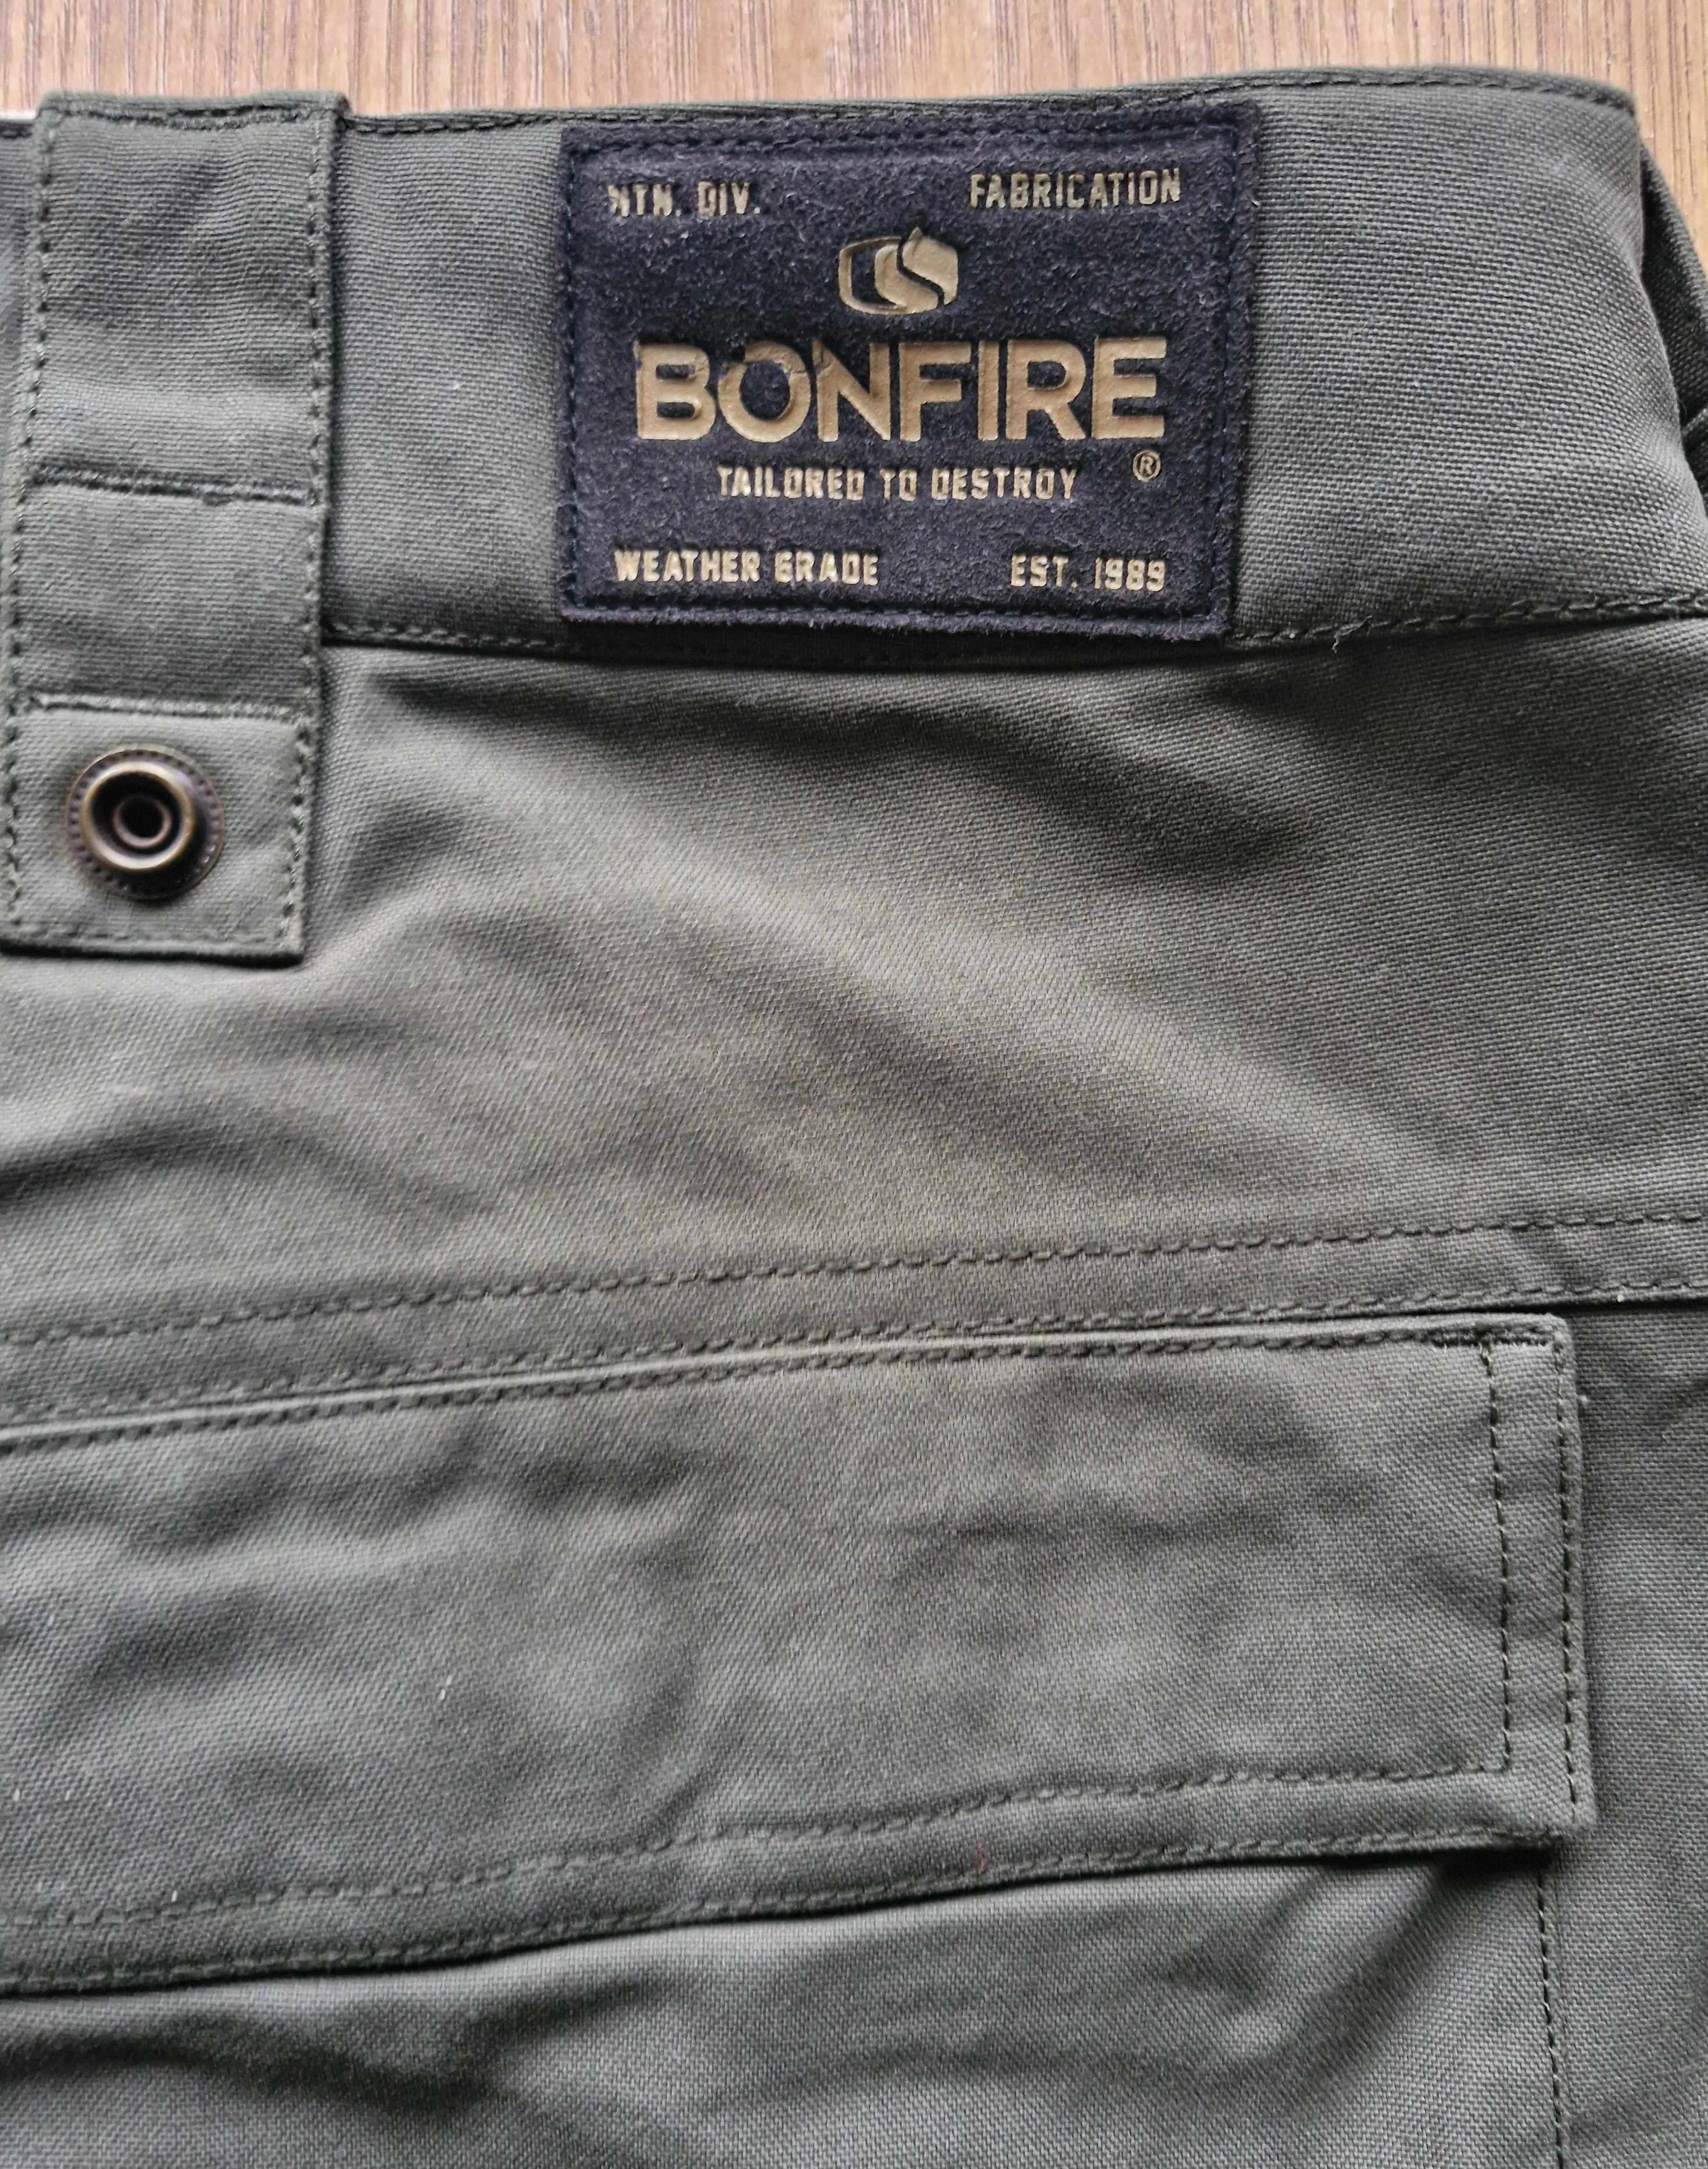 MTN. DIV. FABRICATION
BONFIRE
TAILORED TO DESTROY ®
WEATHER GRADE EST. 1989